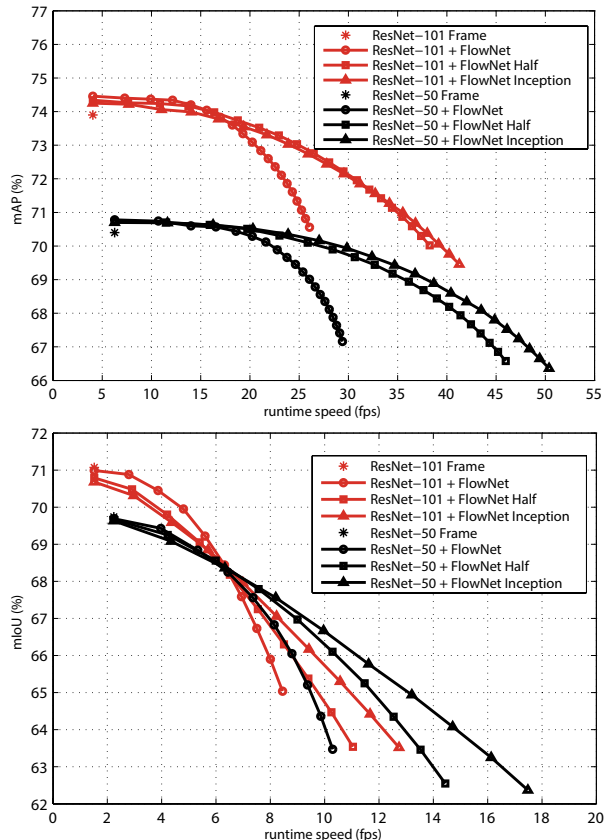 77
76
75
74
73
72
71
70
69
68
67
66
mAP (%)
0 5 10 15 20 25 30 35 40 45 50 55
runtime speed (fps)
ResNet−101 Frame
ResNet−101 + FlowNet
ResNet−101 + FlowNet Half
ResNet−101 + FlowNet Inception
ResNet−50 Frame
ResNet−50 + FlowNet
ResNet−50 + FlowNet Half
ResNet−50 + FlowNet Inception
72
71
70
69
68
67
66
65
64
63
62
mIoU (%)
0 2 4 6 8 10 12 14 16 18 20
runtime speed (fps)
ResNet−101 Frame
ResNet−101 + FlowNet
ResNet−101 + FlowNet Half
ResNet−101 + FlowNet Inception
ResNet−50 Frame
ResNet−50 + FlowNet
ResNet−50 + FlowNet Half
ResNet−50 + FlowNet Inception